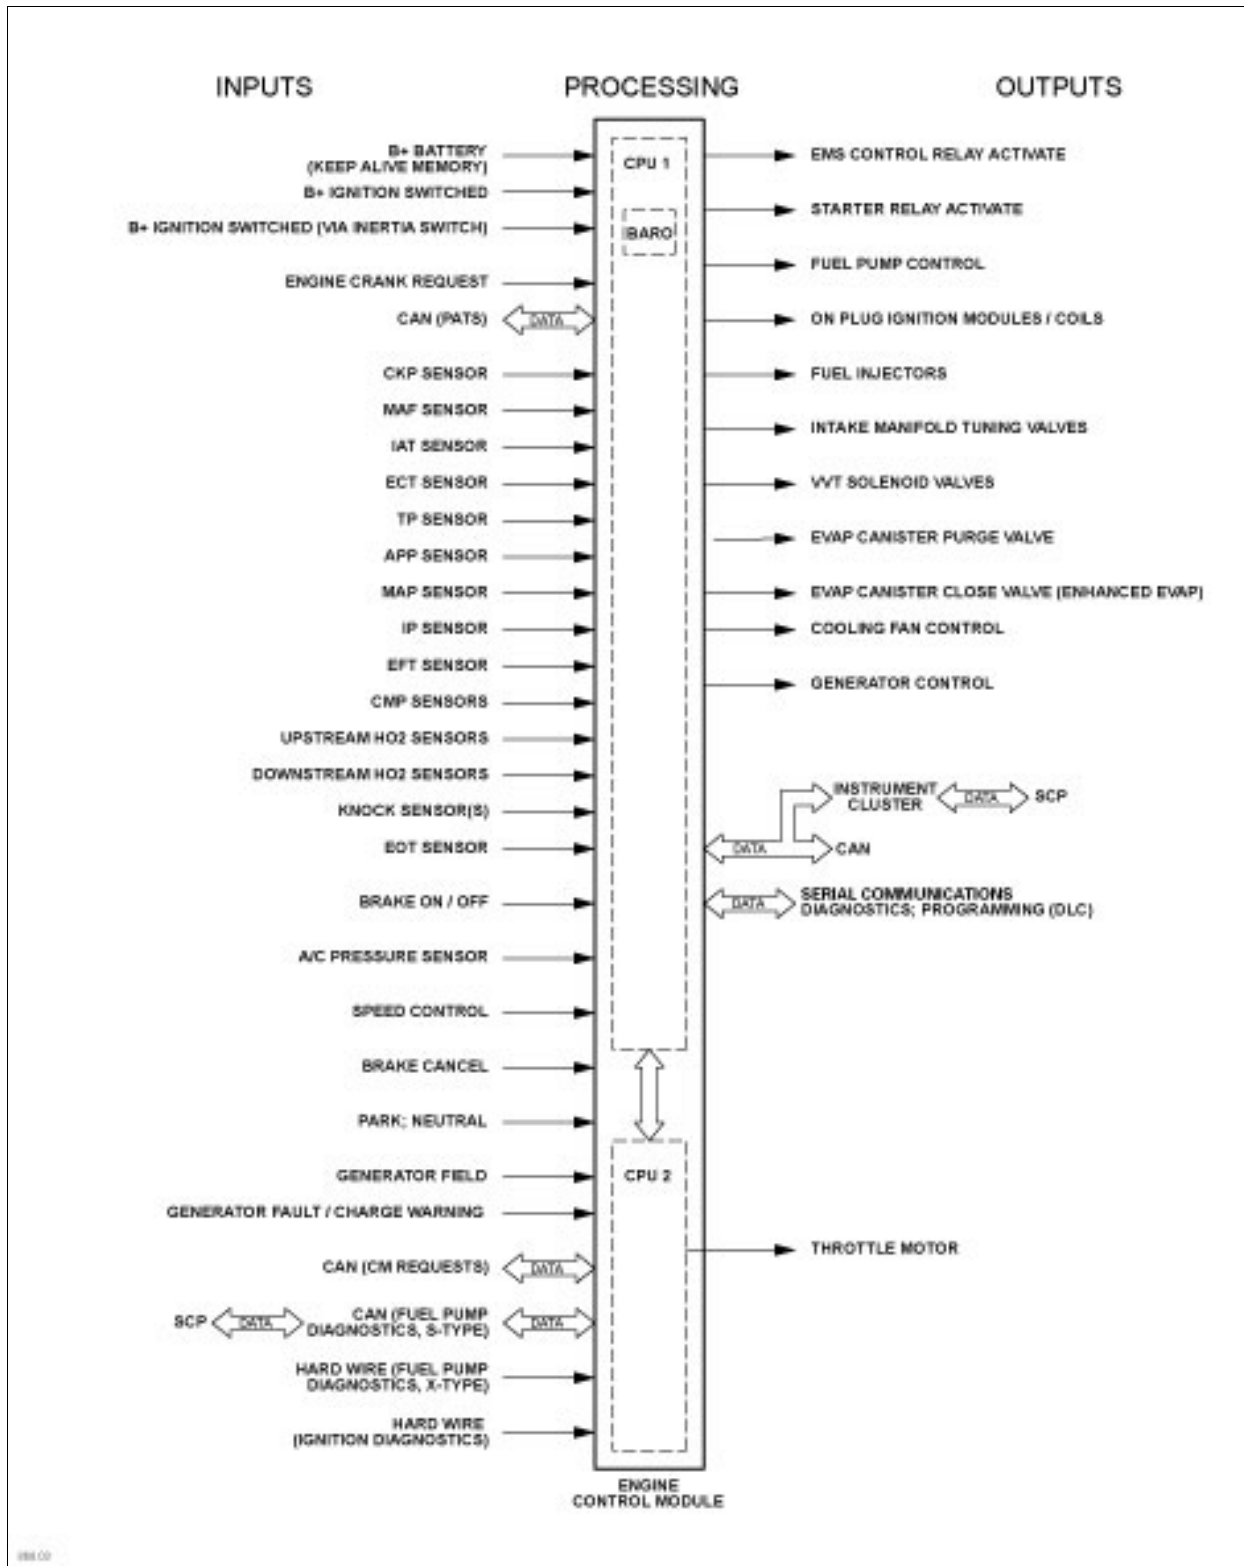 INPUTS
PROCESSING
OUTPUTS
B+ BATTERY
(KEEP ALIVE MEMORY)
B+ IGNITION SWITCHED
B+ IGNITION SWITCHED (VIA INERTIA SWITCH)
ENGINE CRANK REQUEST
CAN (PATS)
DATA
CKP SENSOR
MAF SENSOR
IAT SENSOR
ECT SENSOR
TP SENSOR
APP SENSOR
MAP SENSOR
IP SENSOR
EFT SENSOR
CMP SENSORS
UPSTREAM HO2 SENSORS
DOWNSTREAM HO2 SENSORS
KNOCK SENSOR(S)
EOT SENSOR
BRAKE ON / OFF
A/C PRESSURE SENSOR
SPEED CONTROL
BRAKE CANCEL
PARK; NEUTRAL
GENERATOR FIELD
GENERATOR FAULT / CHARGE WARNING
CAN (CM REQUESTS)
DATA
SCP
DATA
CAN (FUEL PUMP
DIAGNOSTICS, S-TYPE)
DATA
HARD WIRE (FUEL PUMP
DIAGNOSTICS, X-TYPE)
HARD WIRE
(IGNITION DIAGNOSTICS)
CPU 1
BARO
CPU 2
ENGINE
CONTROL MODULE
EMS CONTROL RELAY ACTIVATE
STARTER RELAY ACTIVATE
FUEL PUMP CONTROL
ON PLUG IGNITION MODULES / COILS
FUEL INJECTORS
INTAKE MANIFOLD TUNING VALVES
VVT SOLENOID VALVES
EVAP CANISTER PURGE VALVE
EVAP CANISTER CLOSE VALVE (ENHANCED EVAP)
COOLING FAN CONTROL
GENERATOR CONTROL
INSTRUMENT
CLUSTER
DATA
SCP
DATA
CAN
DATA
SERIAL COMMUNICATIONS
DIAGNOSTICS; PROGRAMMING (DLC)
THROTTLE MOTOR